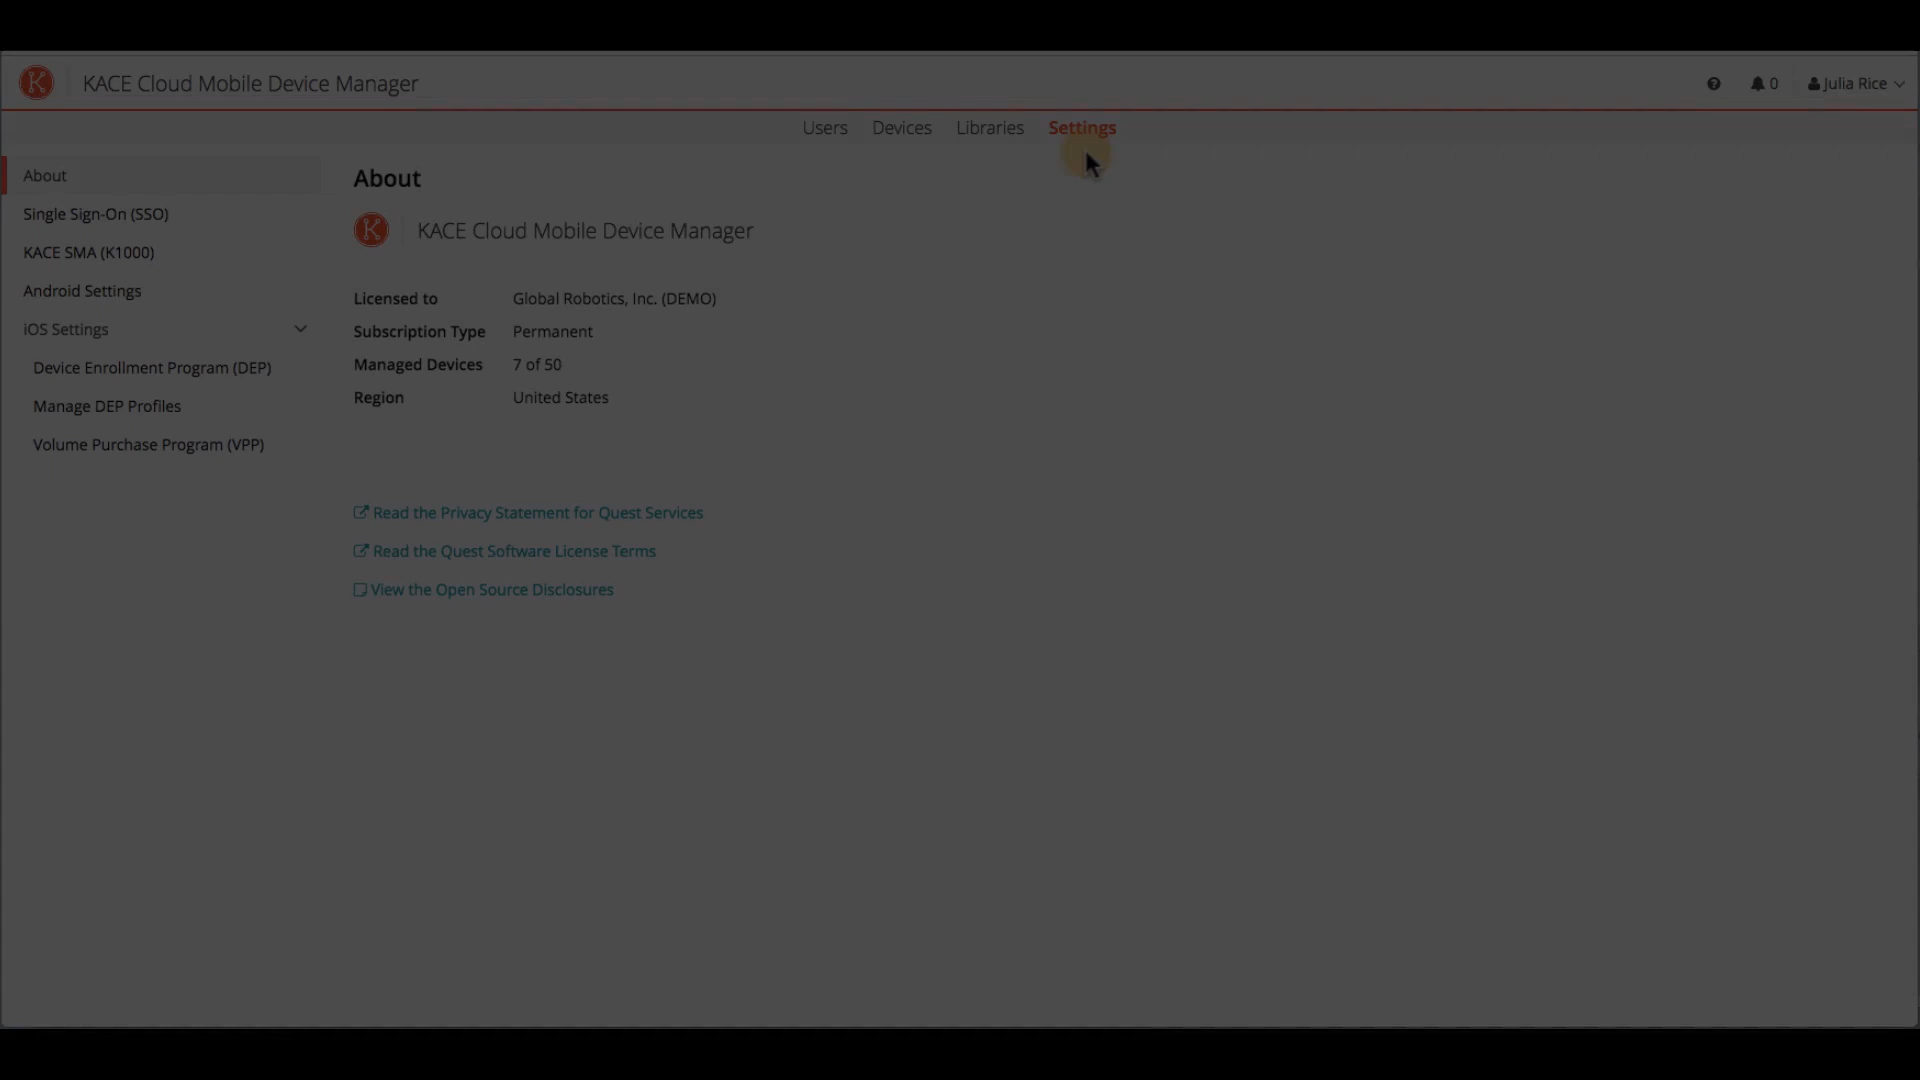 KACE Cloud Mobile Device Manager
0
Julia Rice
Users
Devices
Libraries
Settings
About
Single Sign-On (SSO)
KACE SMA (K1000)
Android Settings
iOS Settings
Device Enrollment Program (DEP)
Manage DEP Profiles
Volume Purchase Program (VPP)
About
KACE Cloud Mobile Device Manager
Licensed to Global Robotics, Inc. (DEMO)
Subscription Type Permanent
Managed Devices 7 of 50
Region United States
Read the Privacy Statement for Quest Services
Read the Quest Software License Terms
View the Open Source Disclosures